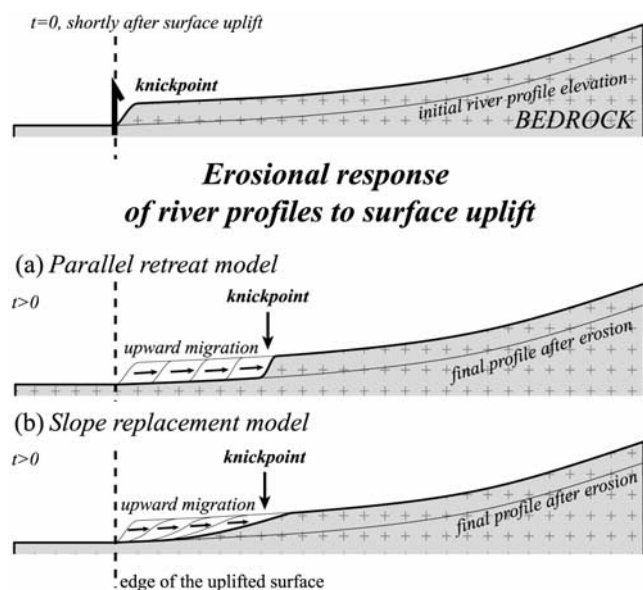 t=0, shortly after surface uplift
knickpoint
initial river profile elevation
BEDROCK
Erosional response
of river profiles to surface uplift
(a) Parallel retreat model
t>0
knickpoint
upward migration
final profile after erosion
(b) Slope replacement model
t>0
knickpoint
upward migration
final profile after erosion
edge of the uplifted surface